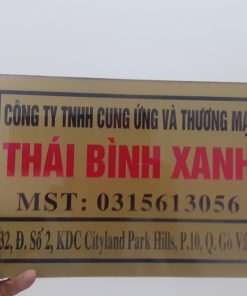 CÔNG TY TNHH CUNG ỨNG VÀ THƯƠNG MẠ
THÁI BÌNH XANH
MST: 0315613056
32, Đ. Số 2, KDC Cityland Park Hills, P.10, Q. Gò Vấ